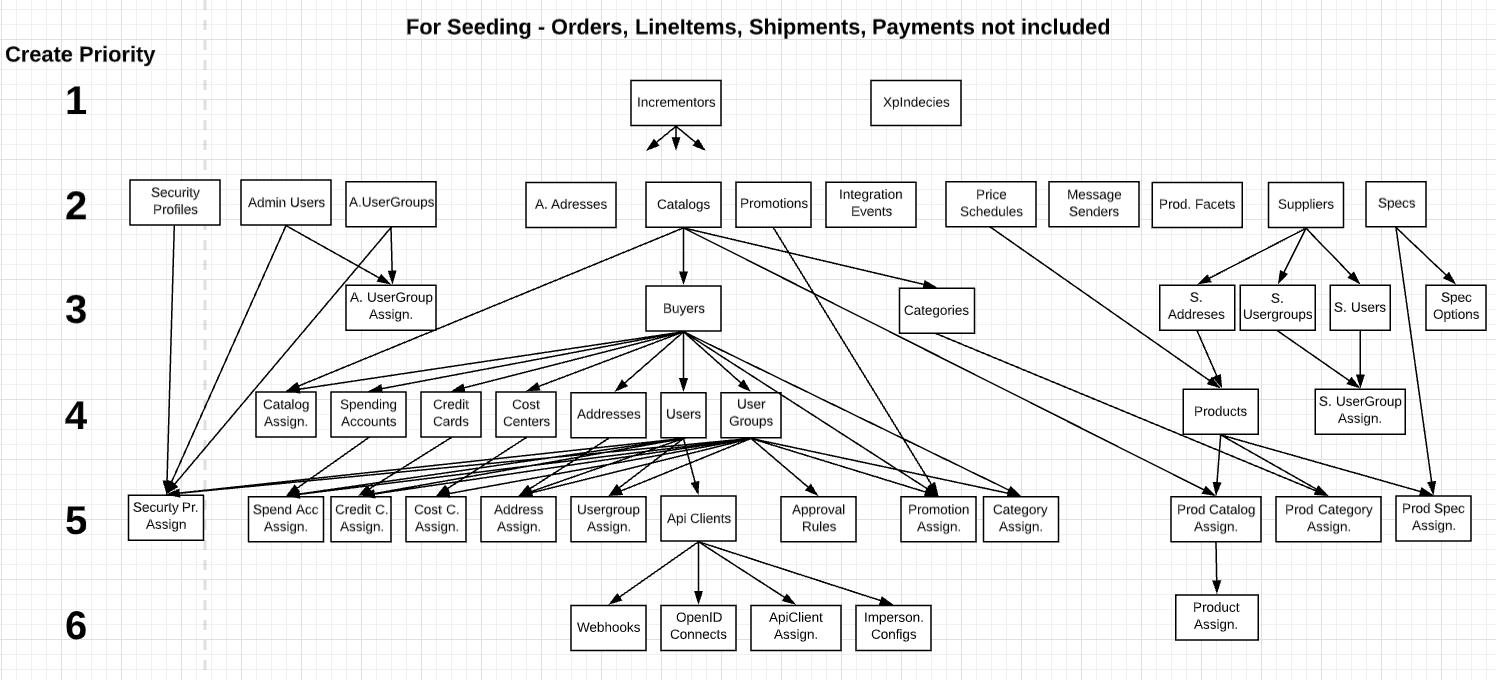 For Seeding - Orders, LineItems, Shipments, Payments not included
Create Priority
1
Incrementors
XpIndecies
2
Security
Profiles
Admin Users
A.UserGroups
A. Adresses
Catalogs
Promotions
Integration
Events
Price
Schedules
Message
Senders
Prod. Facets
Suppliers
Specs
3
A. UserGroup
Assign.
Buyers
Categories
S.
Addreses
S.
Usergroups
S. Users
Spec
Options
4
Catalog
Assign.
Spending
Accounts
Credit
Cards
Cost
Centers
Addresses
Users
User
Groups
Products
S. UserGroup
Assign.
5
Securty Pr.
Assign
Spend Acc
Assign.
Credit C.
Assign.
Cost C.
Assign.
Address
Assign.
Usergroup
Assign.
Api Clients
Approval
Rules
Promotion
Assign.
Category
Assign.
Prod Catalog
Assign.
Prod Category
Assign.
Prod Spec
Assign.
6
Webhooks
OpenID
Connects
ApiClient
Assign.
Imperson.
Configs
Product
Assign.